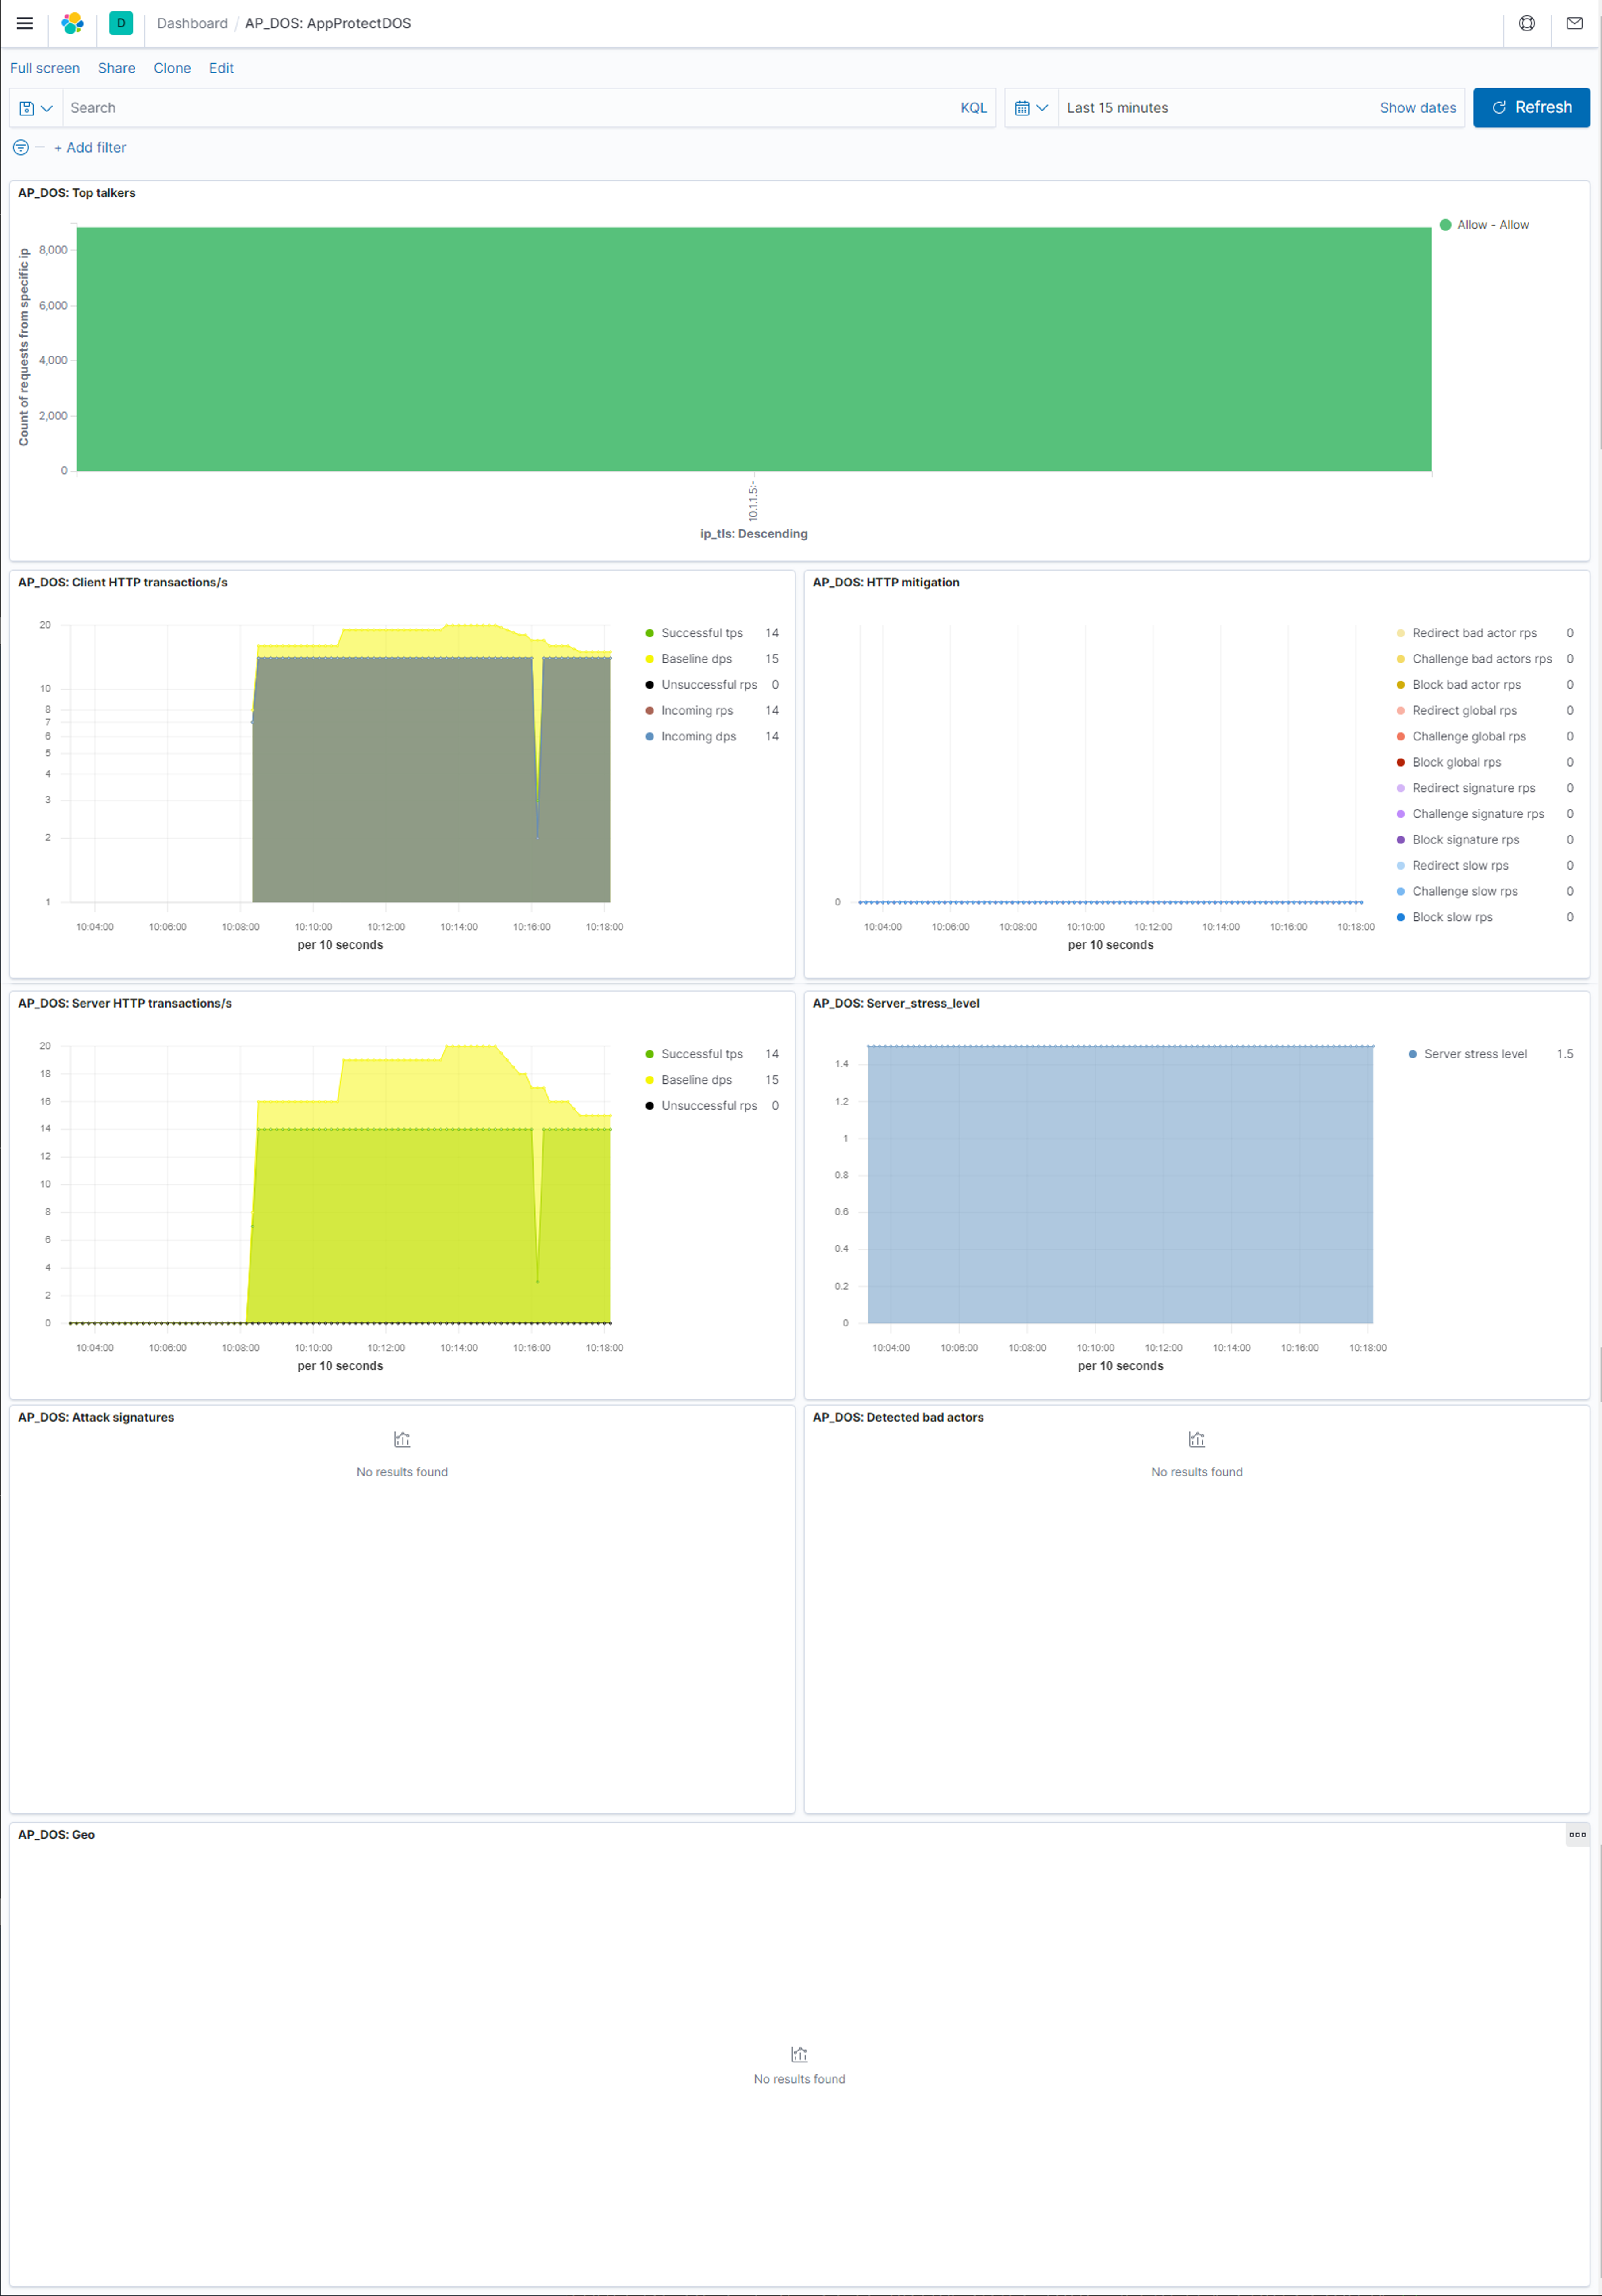 D
Dashboard / AP_DOS: AppProtectDOS
Full screen Share Clone Edit
Search KQL Last 15 minutes Show dates Refresh
+ Add filter
AP_DOS: Top talkers
Allow - Allow
Count of requests from specific ip
8,000
6,000
4,000
2,000
0
10.1.1.5:-
ip_tls: Descending
AP_DOS: Client HTTP transactions/s
20
10
8
7
6
5
4
3
2
1
10:04:00 10:06:00 10:08:00 10:10:00 10:12:00 10:14:00 10:16:00 10:18:00
per 10 seconds
Successful tps 14
Baseline dps 15
Unsuccessful rps 0
Incoming rps 14
Incoming dps 14
AP_DOS: HTTP mitigation
0
10:04:00 10:06:00 10:08:00 10:10:00 10:12:00 10:14:00 10:16:00 10:18:00
per 10 seconds
Redirect bad actor rps 0
Challenge bad actors rps 0
Block bad actor rps 0
Redirect global rps 0
Challenge global rps 0
Block global rps 0
Redirect signature rps 0
Challenge signature rps 0
Block signature rps 0
Redirect slow rps 0
Challenge slow rps 0
Block slow rps 0
AP_DOS: Server HTTP transactions/s
20
18
16
14
12
10
8
6
4
2
0
10:04:00 10:06:00 10:08:00 10:10:00 10:12:00 10:14:00 10:16:00 10:18:00
per 10 seconds
Successful tps 14
Baseline dps 15
Unsuccessful rps 0
AP_DOS: Server_stress_level
1.4
1.2
1
0.8
0.6
0.4
0.2
0
10:04:00 10:06:00 10:08:00 10:10:00 10:12:00 10:14:00 10:16:00 10:18:00
per 10 seconds
Server stress level 1.5
AP_DOS: Attack signatures
No results found
AP_DOS: Detected bad actors
No results found
AP_DOS: Geo
No results found